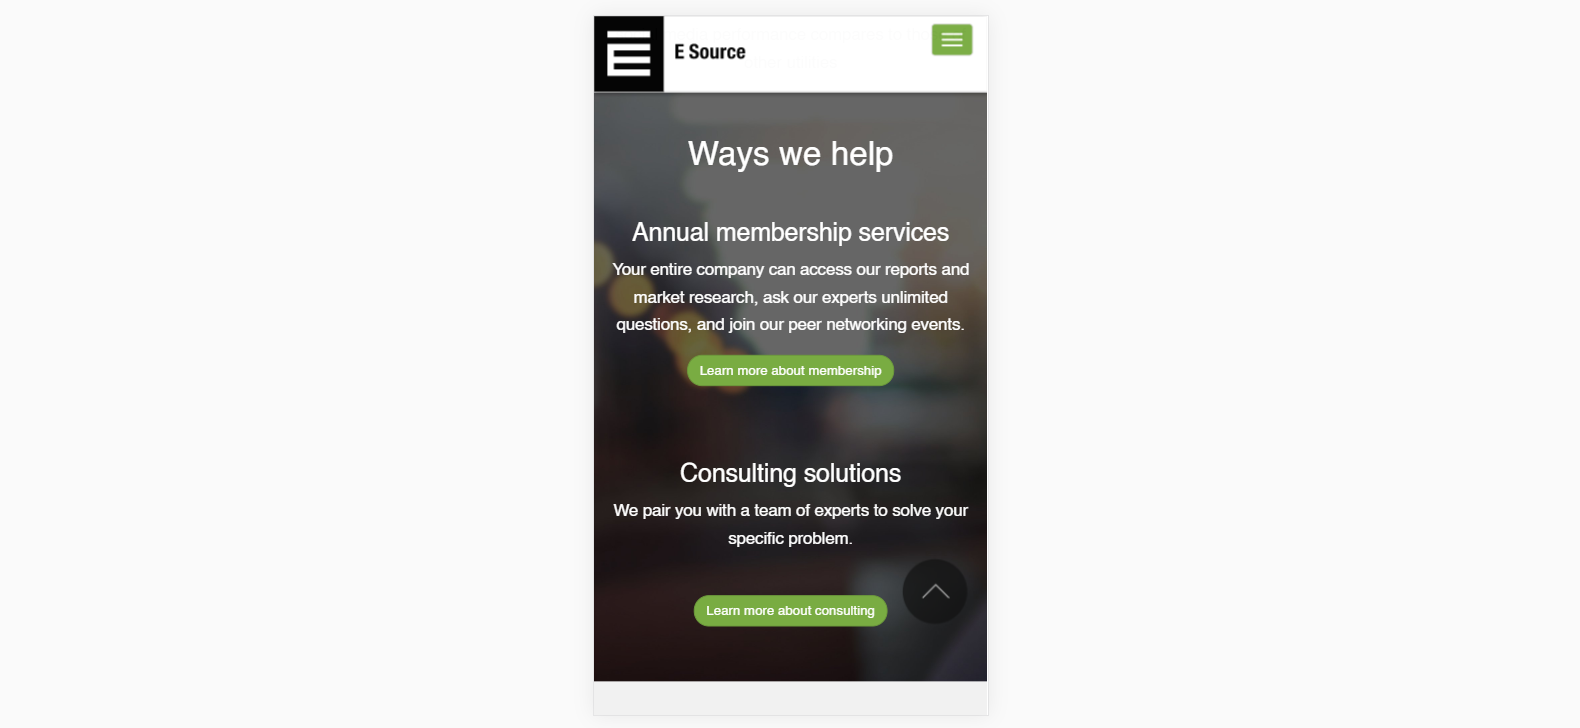 E Source
Ways we help
Annual membership services
Your entire company can access our reports and
market research, ask our experts unlimited
questions, and join our peer networking events.
Learn more about membership
Consulting solutions
We pair you with a team of experts to solve your
specific problem.
Learn more about consulting